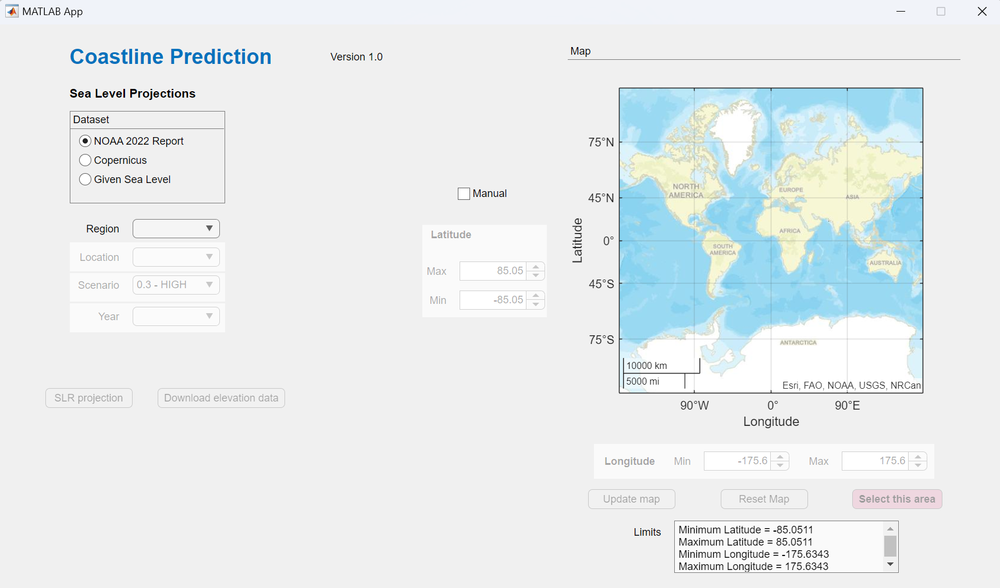 MATLAB App
Coastline Prediction
Version 1.0
Sea Level Projections
Dataset
NOAA 2022 Report
Copernicus
Given Sea Level
Region
Location
Scenario
0.3 - HIGH
Year
SLR projection
Download elevation data
Manual
Latitude
Max
85.05
Min
-85.05
Map
75°N
45°N
0°
45°S
75°S
Latitude
NORTH
AMERICA
EUROPE
ASIA
AFRICA
SOUTH
AMERICA
AUSTRALIA
ANTARCTICA
10000 km
5000 mi
Esri, FAO, NOAA, USGS, NRCan
90°W
0°
90°E
Longitude
Longitude
Min
-175.6
Max
175.6
Update map
Reset Map
Select this area
Limits
Minimum Latitude = -85.0511
Maximum Latitude = 85.0511
Minimum Longitude = -175.6343
Maximum Longitude = 175.6343